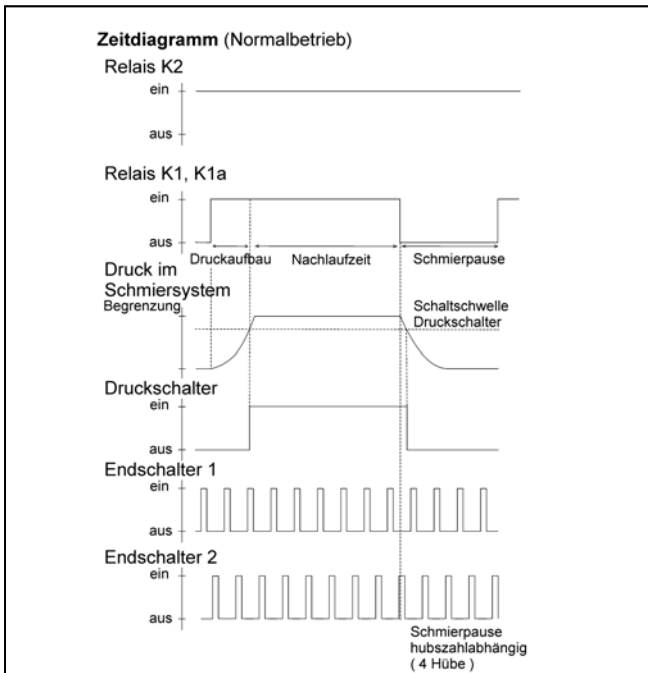 Zeitdiagramm (Normalbetrieb)
Relais K2
ein
aus
Relais K1, K1a
ein
aus
Druckaufbau Nachlaufzeit Schmierpause
Druck im
Schmiersystem
Begrenzung
Schaltschwelle
Druckschalter
Druckschalter
ein
aus
Endschalter 1
ein
aus
Endschalter 2
ein
aus
Schmierpause
hubszahlabhängig
( 4 Hübe )